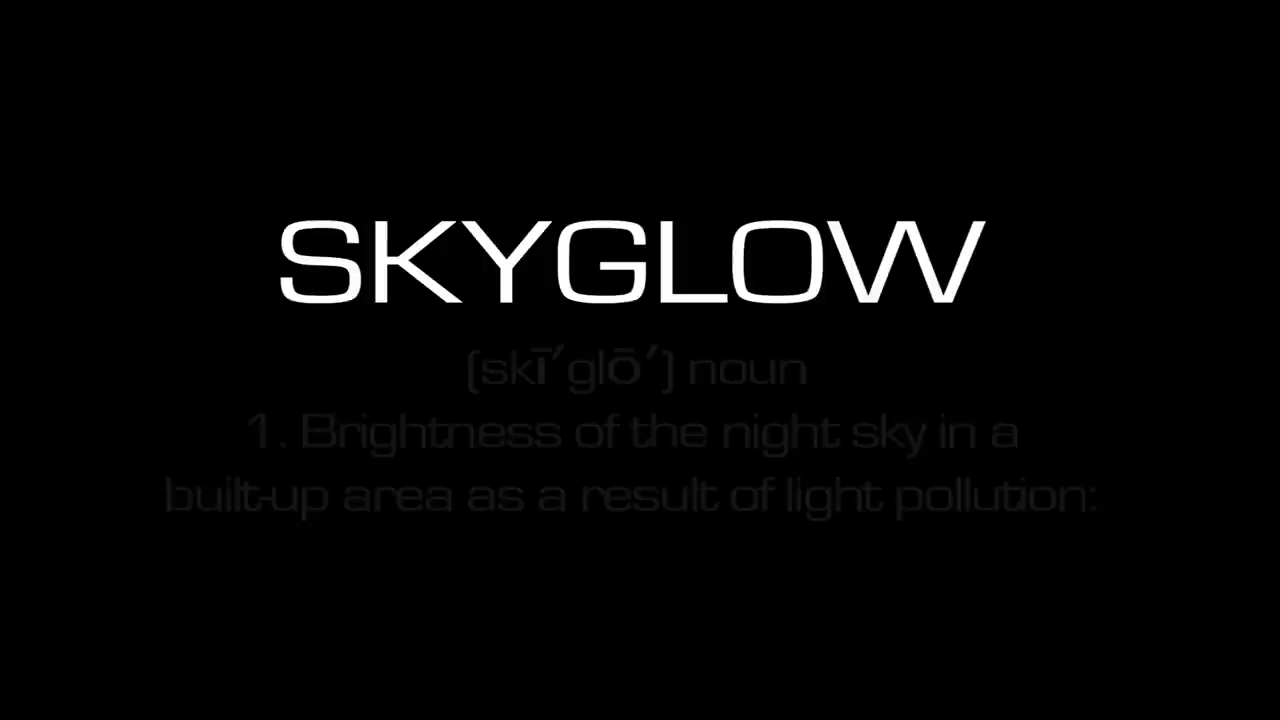 SKYGLOW
(skī′glō′) noun
1. Brightness of the night sky in a
built-up area as a result of light pollution: